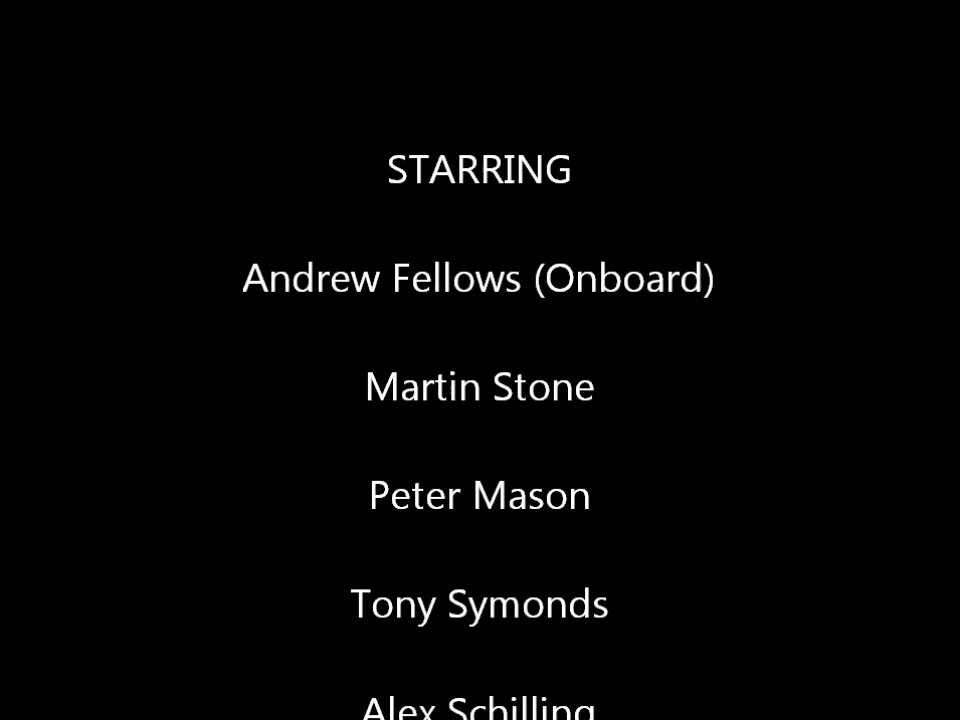 STARRING
Andrew Fellows (Onboard)
Martin Stone
Peter Mason
Tony Symonds
Alex Schilling